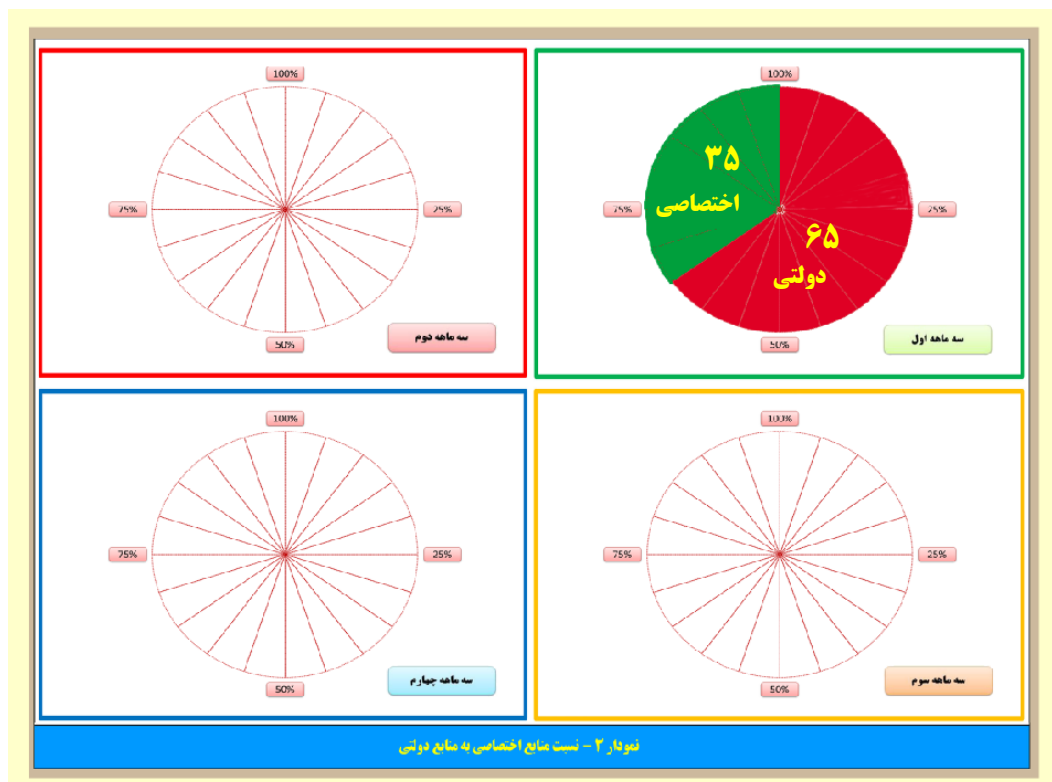 100%
۳۵
اختصاصی
75%
25%
۶۵
دولتی
50%
سه ماهه اول
100%
75%
25%
50%
سه ماهه دوم
100%
75%
25%
50%
سه ماهه سوم
100%
75%
25%
50%
سه ماهه چهارم
نمودار ۲ – نسبت منابع اختصاصی به منابع دولتی